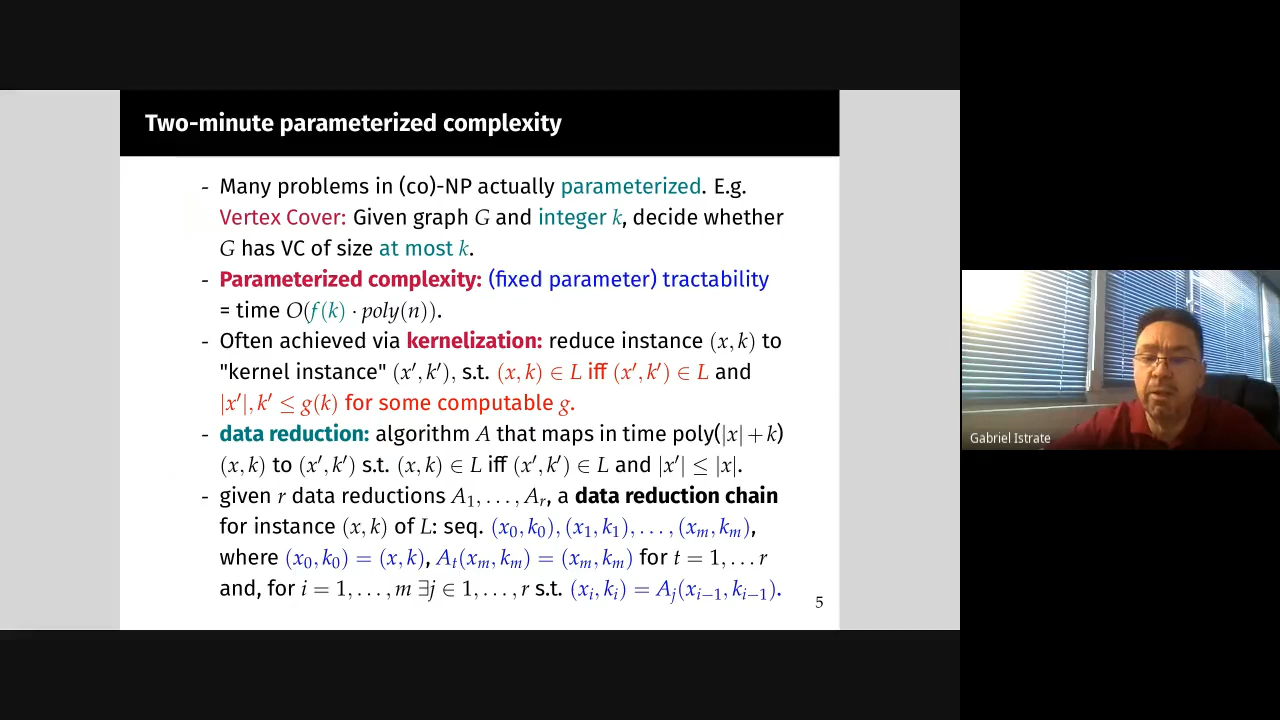 Two-minute parameterized complexity
- Many problems in (co)-NP actually parameterized. E.g.
Vertex Cover: Given graph G and integer k, decide whether
G has VC of size at most k.
- Parameterized complexity: (fixed parameter) tractability
= time O(f(k) · poly(n)).
- Often achieved via kernelization: reduce instance (x, k) to
"kernel instance" (x′, k′), s.t. (x, k) ∈ L iff (x′, k′) ∈ L and
|x′|, k′ ≤ g(k) for some computable g.
- data reduction: algorithm A that maps in time poly(|x| + k)
(x, k) to (x′, k′) s.t. (x, k) ∈ L iff (x′, k′) ∈ L and |x′| ≤ |x|.
- given r data reductions A₁, . . . , Aᵣ, a data reduction chain
for instance (x, k) of L: seq. (x₀, k₀), (x₁, k₁), . . . , (xₘ, kₘ),
where (x₀, k₀) = (x, k), Aₜ(xₘ, kₘ) = (xₘ, kₘ) for t = 1, . . . r
and, for i = 1, . . . , m ∃j ∈ 1, . . . , r s.t. (xᵢ, kᵢ) = Aⱼ(xᵢ₋₁, kᵢ₋₁).
5
Gabriel Istrate